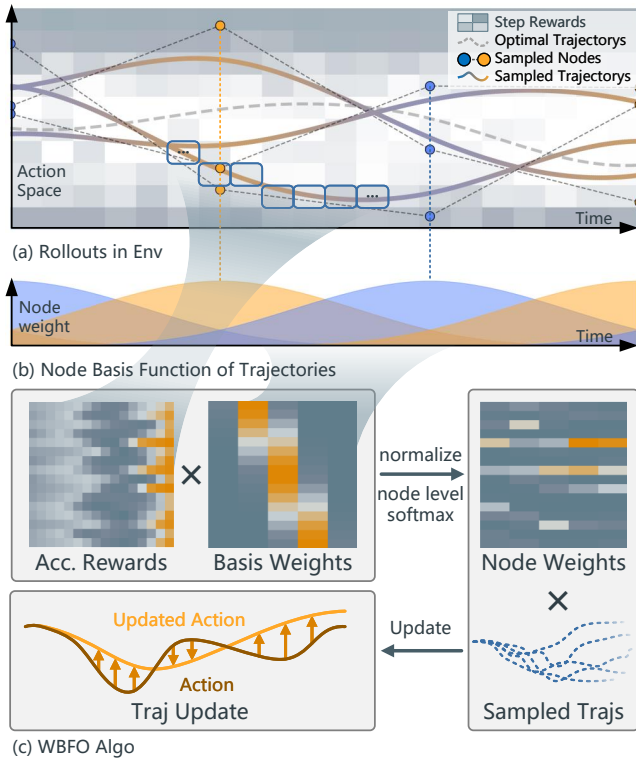 Step Rewards
Optimal Trajectorys
Sampled Nodes
Sampled Trajectorys
...
...
Action
Space
Time
(a) Rollouts in Env
Node
weight
Time
(b) Node Basis Function of Trajectories
×
normalize
node level
softmax
Acc. Rewards
Basis Weights
Node Weights
×
Updated Action
Action
Update
Traj Update
Sampled Trajs
(c) WBFO Algo